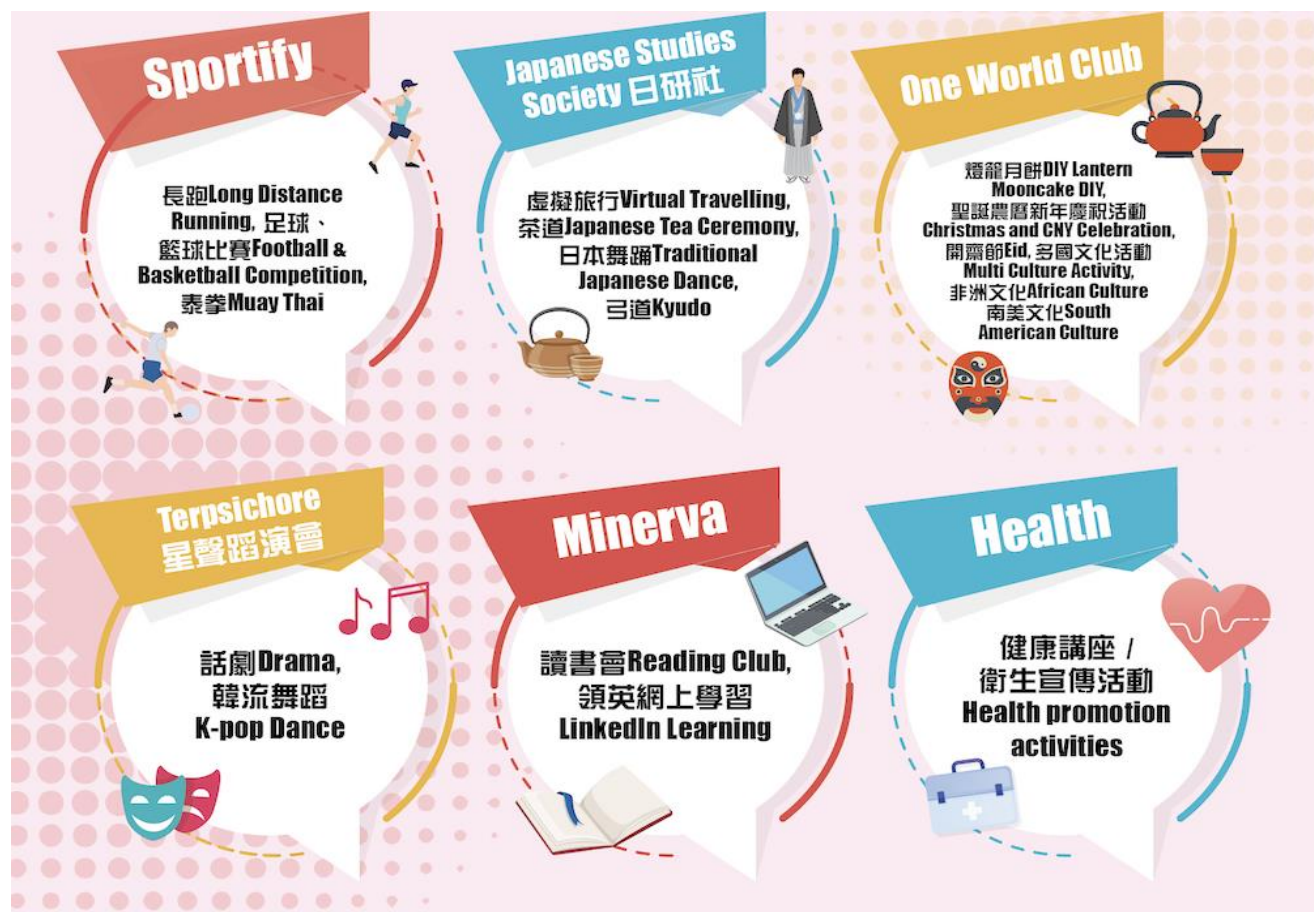 Sportify
長跑Long Distance
Running, 足球、
籃球比賽Football &
Basketball Competition,
泰拳Muay Thai
Japanese Studies
Society 日研社
虛擬旅行Virtual Travelling,
茶道Japanese Tea Ceremony,
日本舞踊Traditional
Japanese Dance,
弓道Kyudo
One World Club
燈籠月餅DIY Lantern
Mooncake DIY,
聖誕農曆新年慶祝活動
Christmas and CNY Celebration,
開齋節Eid, 多國文化活動
Multi Culture Activity,
非洲文化African Culture
南美文化South
American Culture
Terpsichore
星聲蹈演會
話劇Drama,
韓流舞蹈
K-pop Dance
Minerva
讀書會Reading Club,
領英網上學習
LinkedIn Learning
Health
健康講座 /
衛生宣傳活動
Health promotion
activities